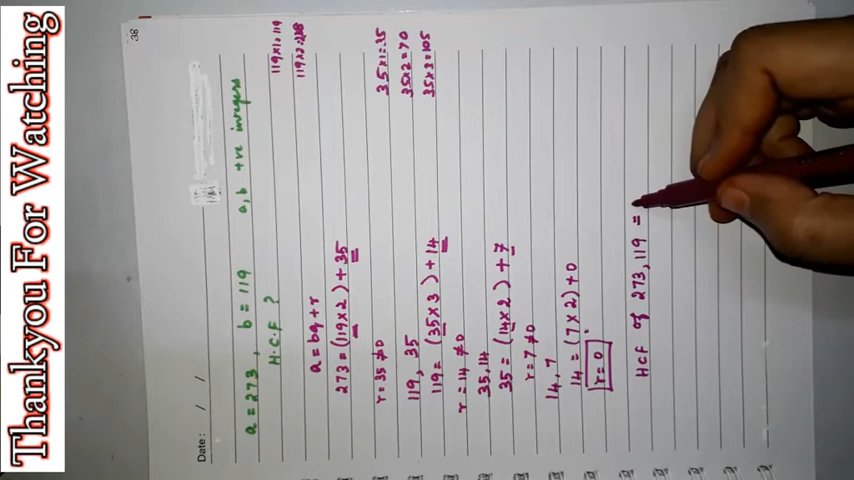 Thankyou For Watching
38
Date: / /
a = 273, b = 119 a,b +ve integers
H.C.F ?
119×1=119
119×2=238
a = bq + r
273 = (119×2) + 35
r = 35 ≠ 0
35×1=35
35×2=70
35×3=105
119, 35
119 = (35×3) + 14
r = 14 ≠ 0
35, 14
35 = (14×2) + 7
r = 7 ≠ 0
14, 7
14 = (7×2) + 0
r = 0
HCF of 273, 119 =